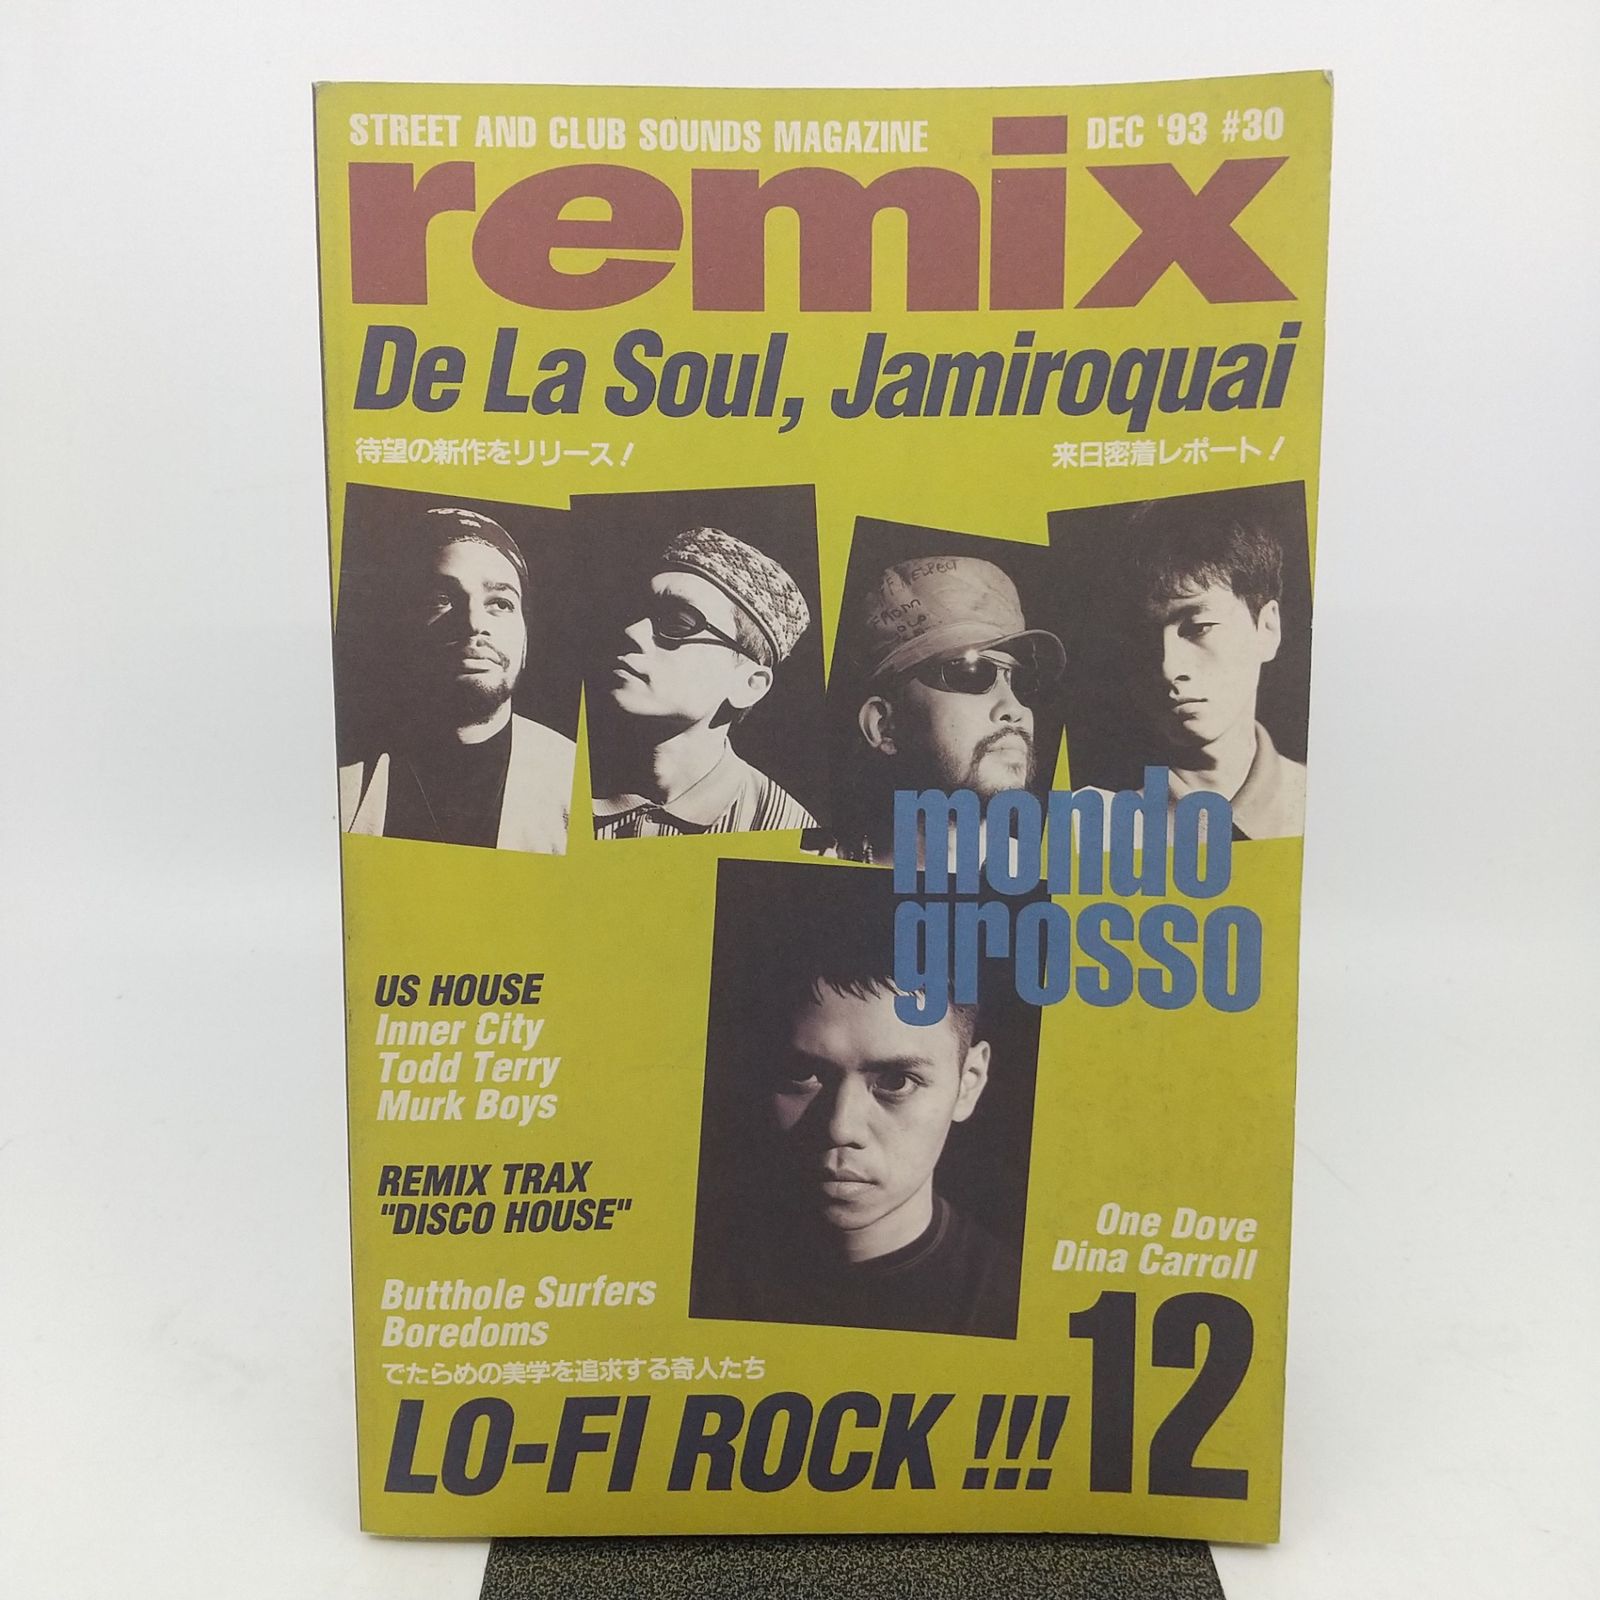 STREET AND CLUB SOUNDS MAGAZINE
DEC '93 #30
remix
De La Soul, Jamiroquai
待望の新作をリリース!
来日密着レポート!
mondo
grosso
US HOUSE
Inner City
Todd Terry
Murk Boys
REMIX TRAX
"DISCO HOUSE"
One Dove
Dina Carroll
Butthole Surfers
Boredoms
でたらめの美学を追求する奇人たち
LO-FI ROCK !!!
12